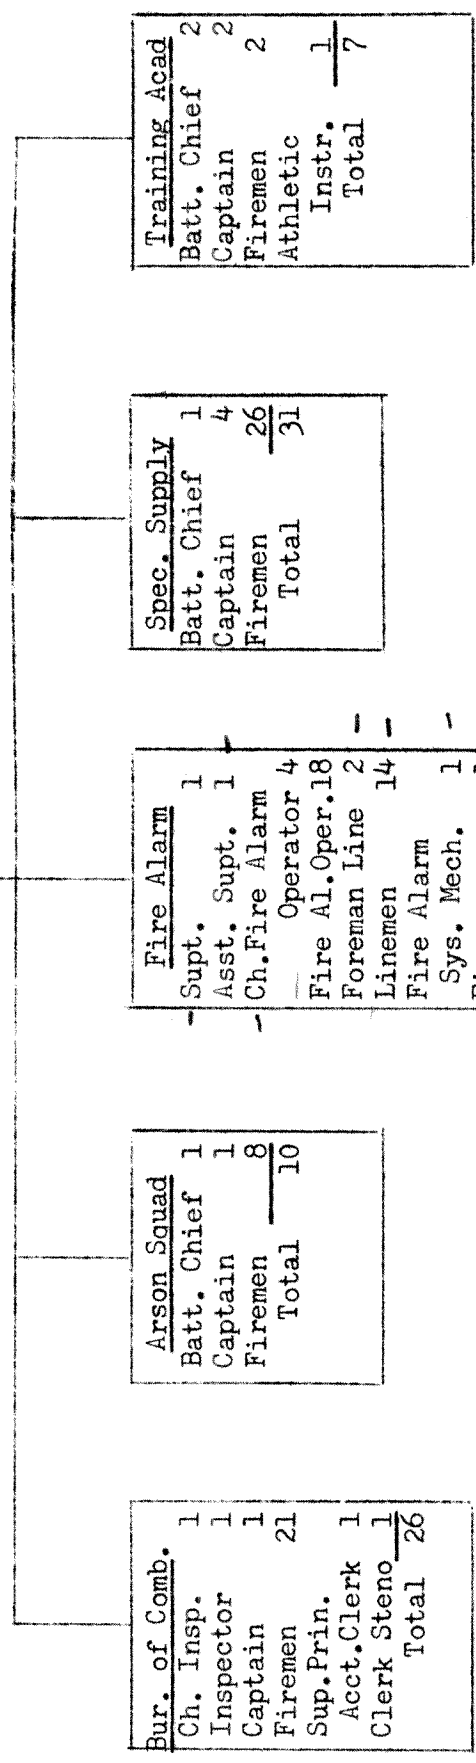 Bur. of Comb.
Ch. Insp. 1
Inspector 1
Captain 1
Firemen 21
Sup.Prin.
Acct.Clerk 1
Clerk Steno 1
Total 26
Arson Squad
Batt. Chief 1
Captain 1
Firemen 8
Total 10
Fire Alarm
Supt. 1
Asst. Supt. 1
Ch.Fire Alarm
Operator 4
Fire Al.Oper.18
Foreman Line 2
Linemen 14
Fire Alarm
Sys. Mech. 1
Spec. Supply
Batt. Chief 1
Captain 4
Firemen 26
Total 31
Training Acad
Batt. Chief 2
Captain 2
Firemen 2
Athletic
Instr. 1
Total 7